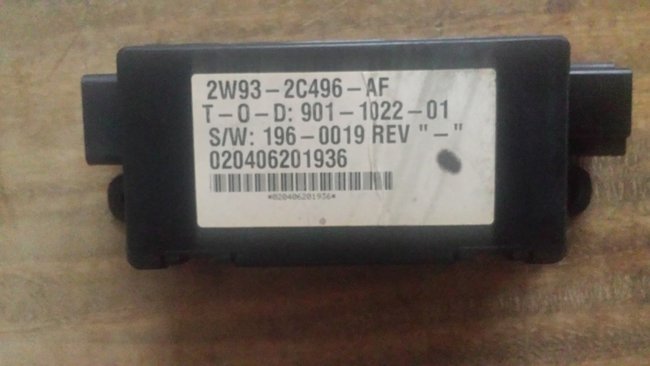 2W93-2C496-AF
T-O-D: 901-1022-01
S/W: 196-0019 REV "-"
020406201936
*020406201936*